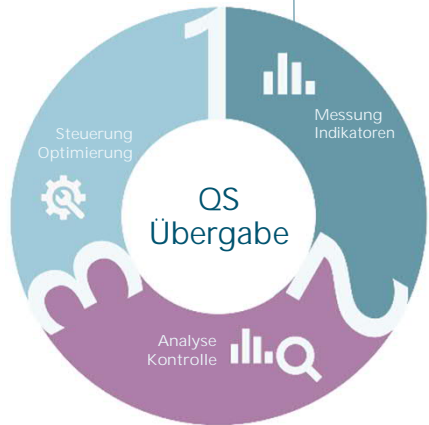 1
Messung
Indikatoren
2
Analyse
Kontrolle
3
Steuerung
Optimierung
QS
Übergabe